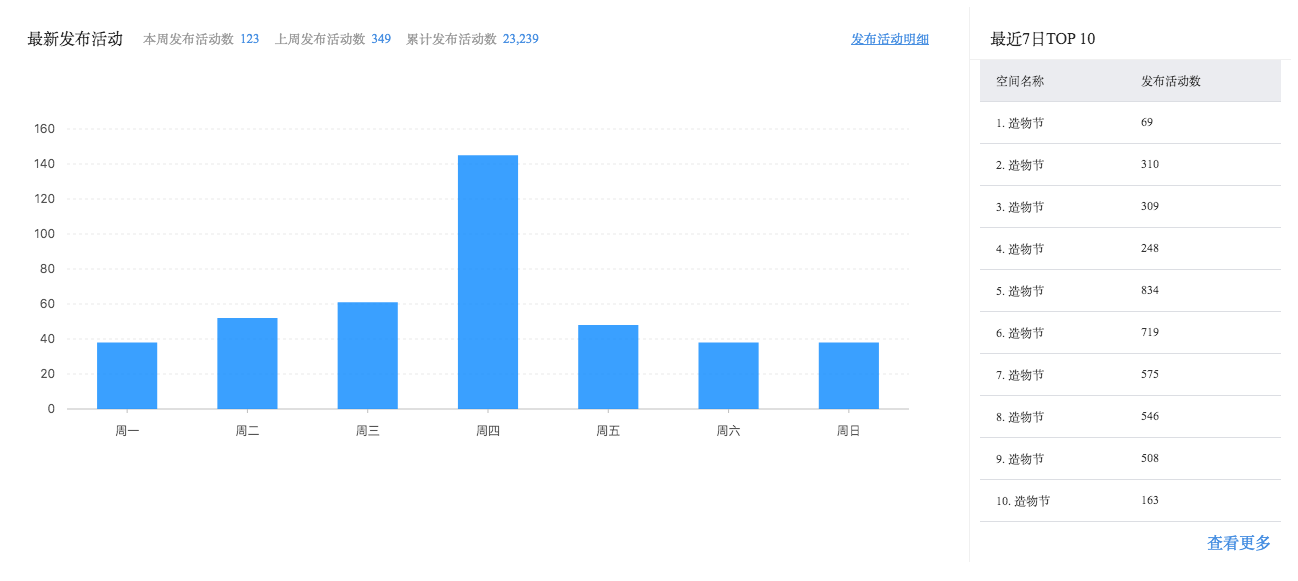 最新发布活动 本周发布活动数 123 上周发布活动数 349 累计发布活动数 23,239 发布活动明细
160
140
120
100
80
60
40
20
0
周一 周二 周三 周四 周五 周六 周日
最近7日TOP 10
空间名称 发布活动数
1. 造物节 69
2. 造物节 310
3. 造物节 309
4. 造物节 248
5. 造物节 834
6. 造物节 719
7. 造物节 575
8. 造物节 546
9. 造物节 508
10. 造物节 163
查看更多